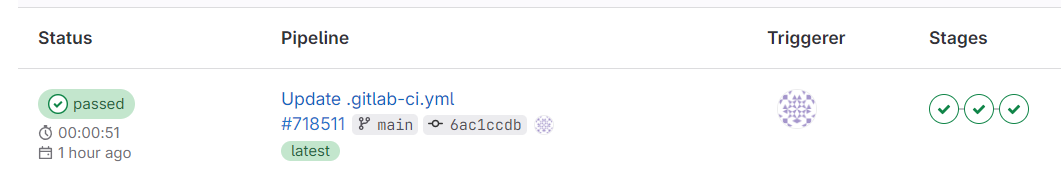 Status Pipeline Triggerer Stages
passed
00:00:51
1 hour ago
Update .gitlab-ci.yml
#718511 main 6ac1ccdb
latest